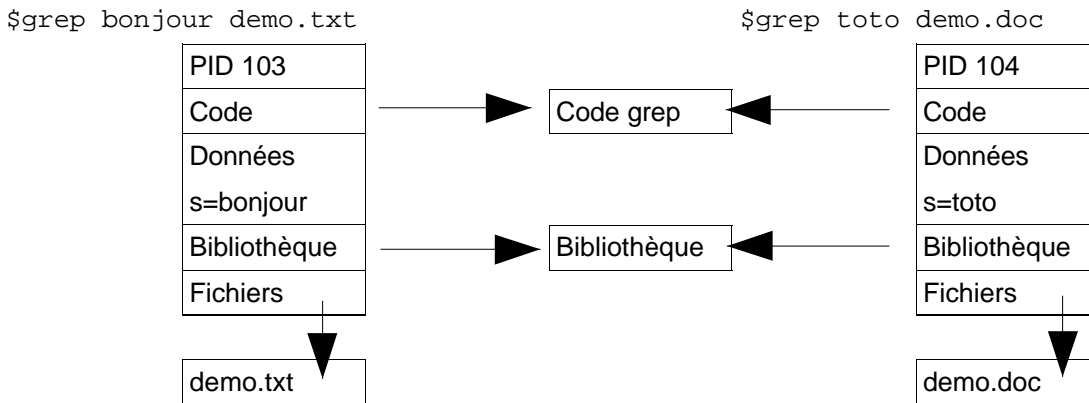 $grep bonjour demo.txt
$grep toto demo.doc
PID 103
Code
Données
s=bonjour
Bibliothèque
Fichiers
demo.txt
Code grep
Bibliothèque
PID 104
Code
Données
s=toto
Bibliothèque
Fichiers
demo.doc